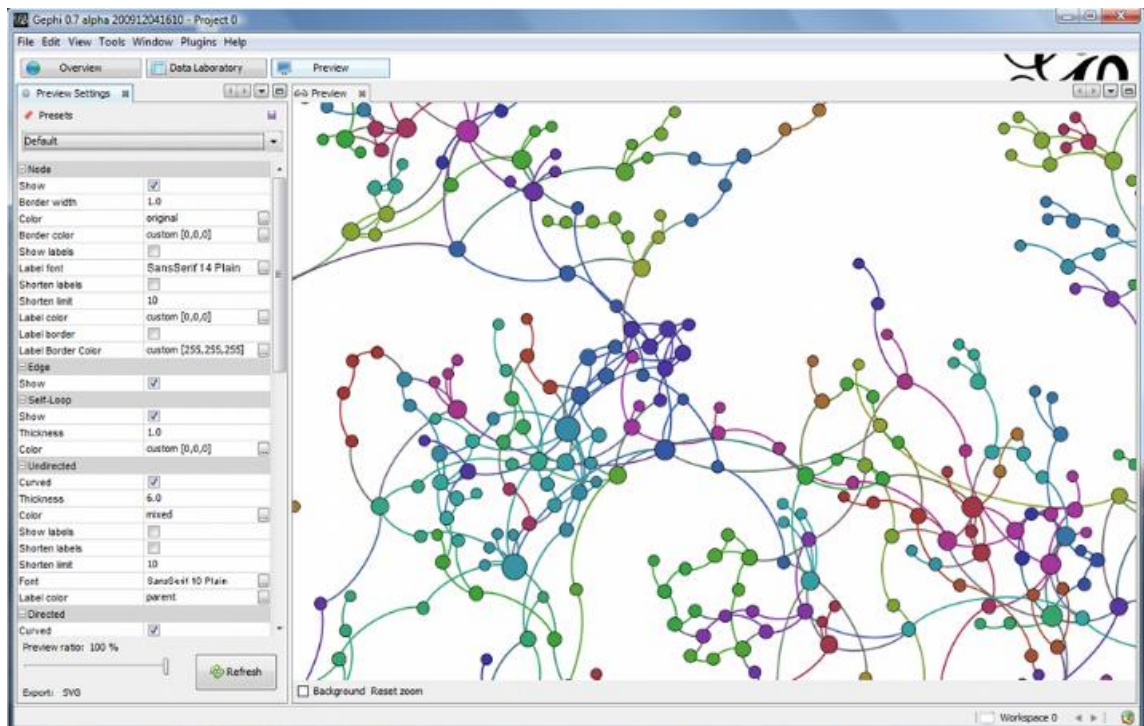 Gephi 0.7 alpha 200912041610 - Project 0
File Edit View Tools Window Plugins Help
Overview Data Laboratory Preview
Preview Settings Preview
Presets
Default
Node
Show
Border width 1.0
Color original
Border color custom [0,0,0]
Show labels
Label font SansSerif 14 Plain
Shorten labels
Shorten limit 10
Label color custom [0,0,0]
Label border
Label Border Color custom [255,255,255]
Edge
Show
Self-Loop
Show
Thickness 1.0
Color custom [0,0,0]
Undirected
Curved
Thickness 6.0
Color mixed
Show labels
Shorten labels
Shorten limit 10
Font SansSerif 10 Plain
Label color parent
Directed
Curved
Preview ratio: 100 %
Refresh
Export: SVG
Background Reset zoom
Workspace 0